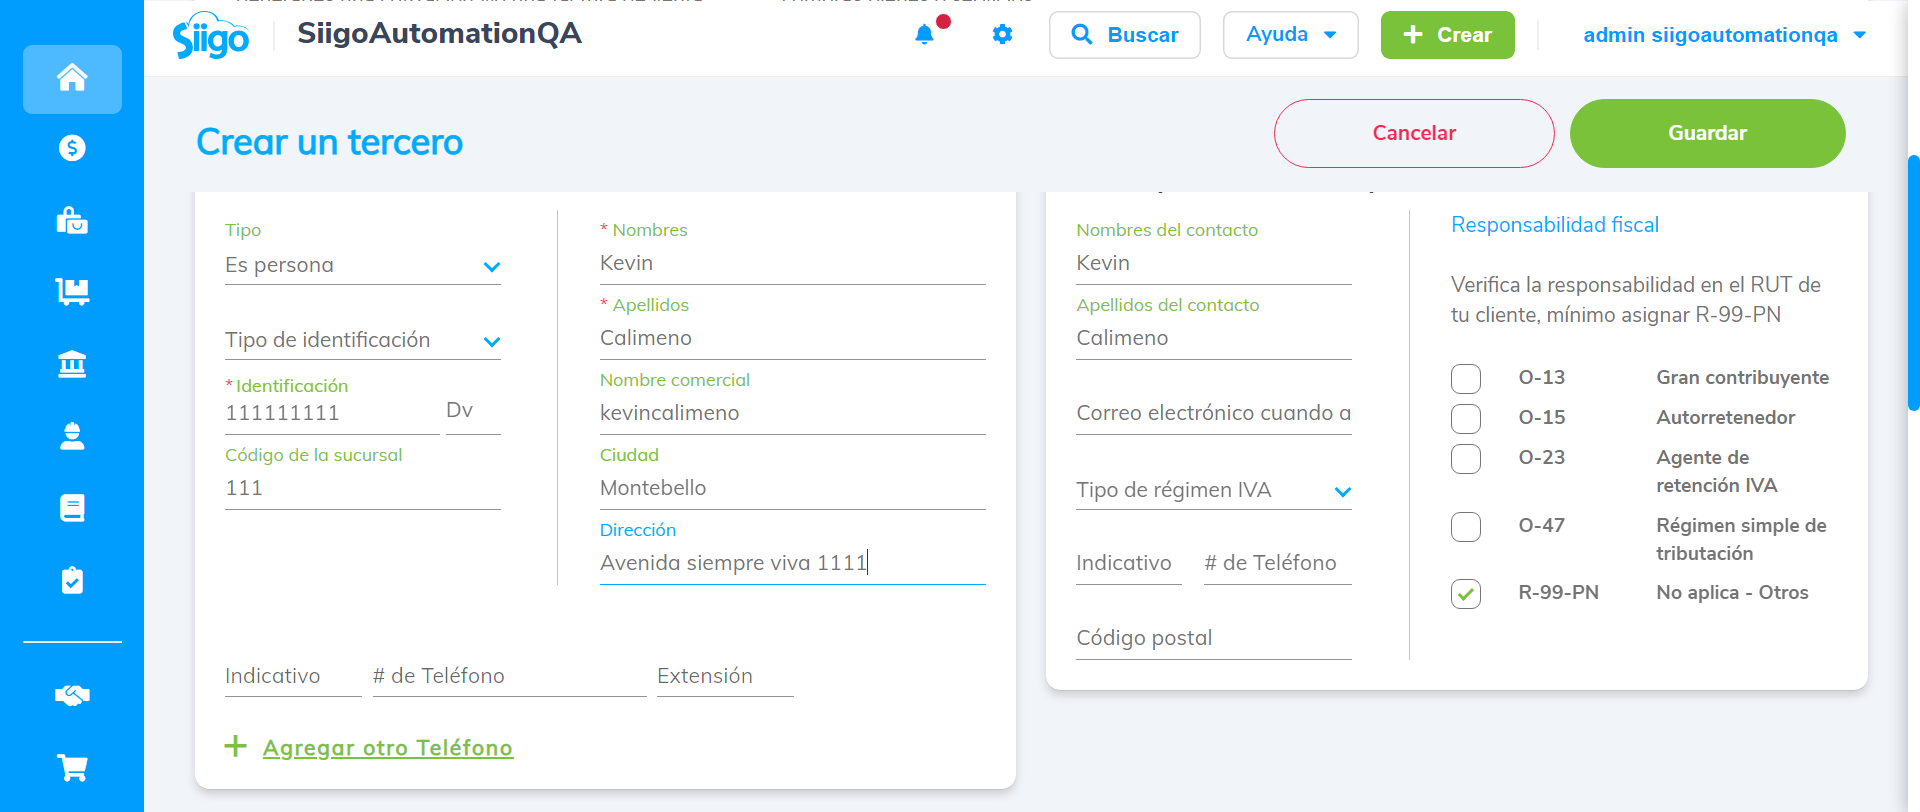 Siigo
SiigoAutomationQA
Buscar
Ayuda
Crear
admin siigoautomationqa
Crear un tercero
Cancelar
Guardar
Tipo
Es persona
Tipo de identificación
* Identificación
111111111
Dv
Código de la sucursal
111
* Nombres
Kevin
* Apellidos
Calimeno
Nombre comercial
kevincalimeno
Ciudad
Montebello
Dirección
Avenida siempre viva 1111
Indicativo
# de Teléfono
Extensión
+ Agregar otro Teléfono
Nombres del contacto
Kevin
Apellidos del contacto
Calimeno
Correo electrónico cuando a
Tipo de régimen IVA
Indicativo
# de Teléfono
Código postal
Responsabilidad fiscal
Verifica la responsabilidad en el RUT de
tu cliente, mínimo asignar R-99-PN
O-13 Gran contribuyente
O-15 Autorretenedor
O-23 Agente de
retención IVA
O-47 Régimen simple de
tributación
R-99-PN No aplica - Otros